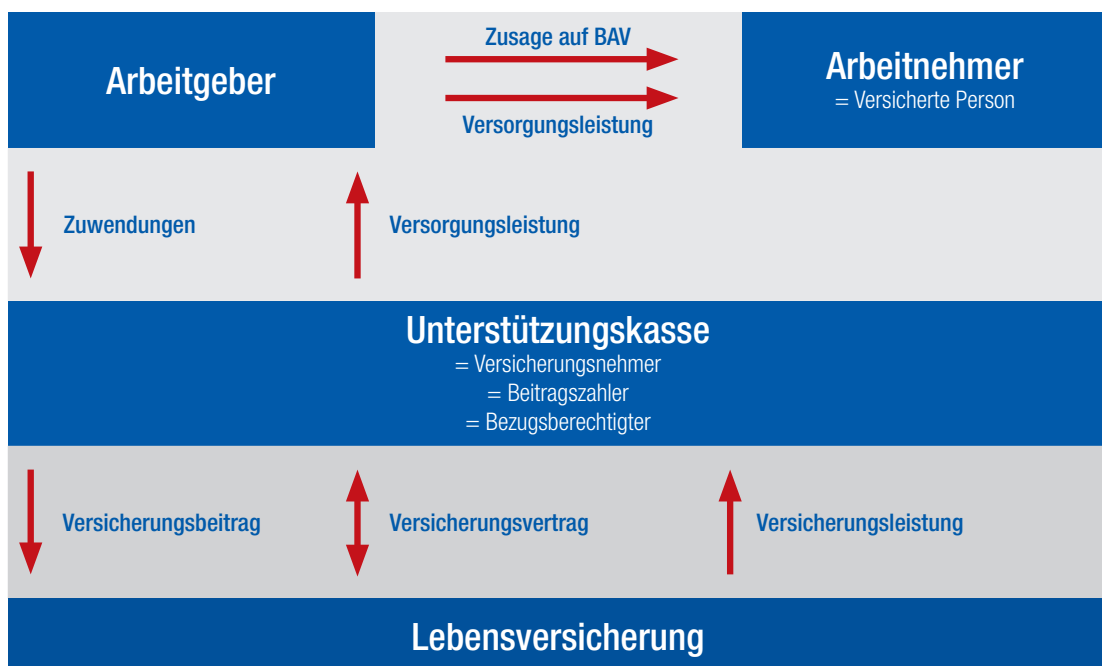 Arbeitgeber
Zusage auf BAV
Versorgungsleistung
Arbeitnehmer
= Versicherte Person
Zuwendungen
Versorgungsleistung
Unterstützungskasse
= Versicherungsnehmer
= Beitragszahler
= Bezugsberechtigter
Versicherungsbeitrag
Versicherungsvertrag
Versicherungsleistung
Lebensversicherung